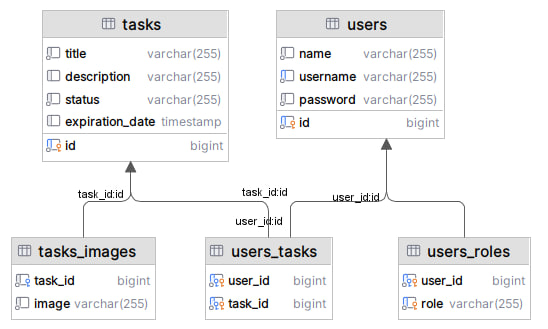 tasks
title varchar(255)
description varchar(255)
status varchar(255)
expiration_date timestamp
id bigint
users
name varchar(255)
username varchar(255)
password varchar(255)
id bigint
task_id:id
task_id:id
user_id:id
user_id:id
tasks_images
task_id bigint
image varchar(255)
users_tasks
user_id bigint
task_id bigint
users_roles
user_id bigint
role varchar(255)